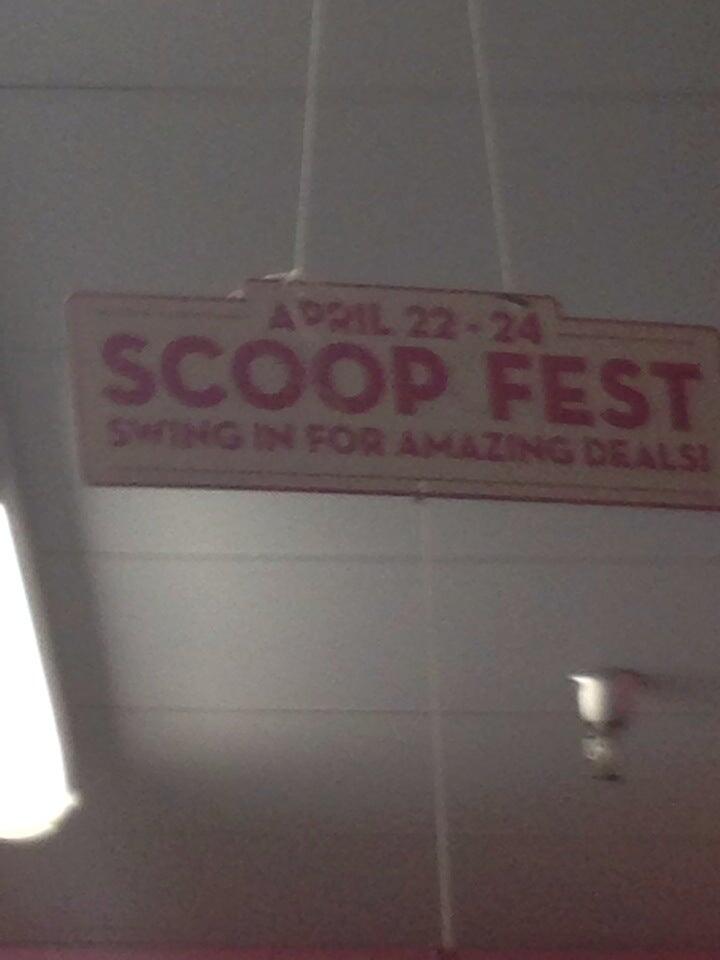 APRIL 22 - 24
SCOOP FEST
SWING IN FOR AMAZING DEALS!